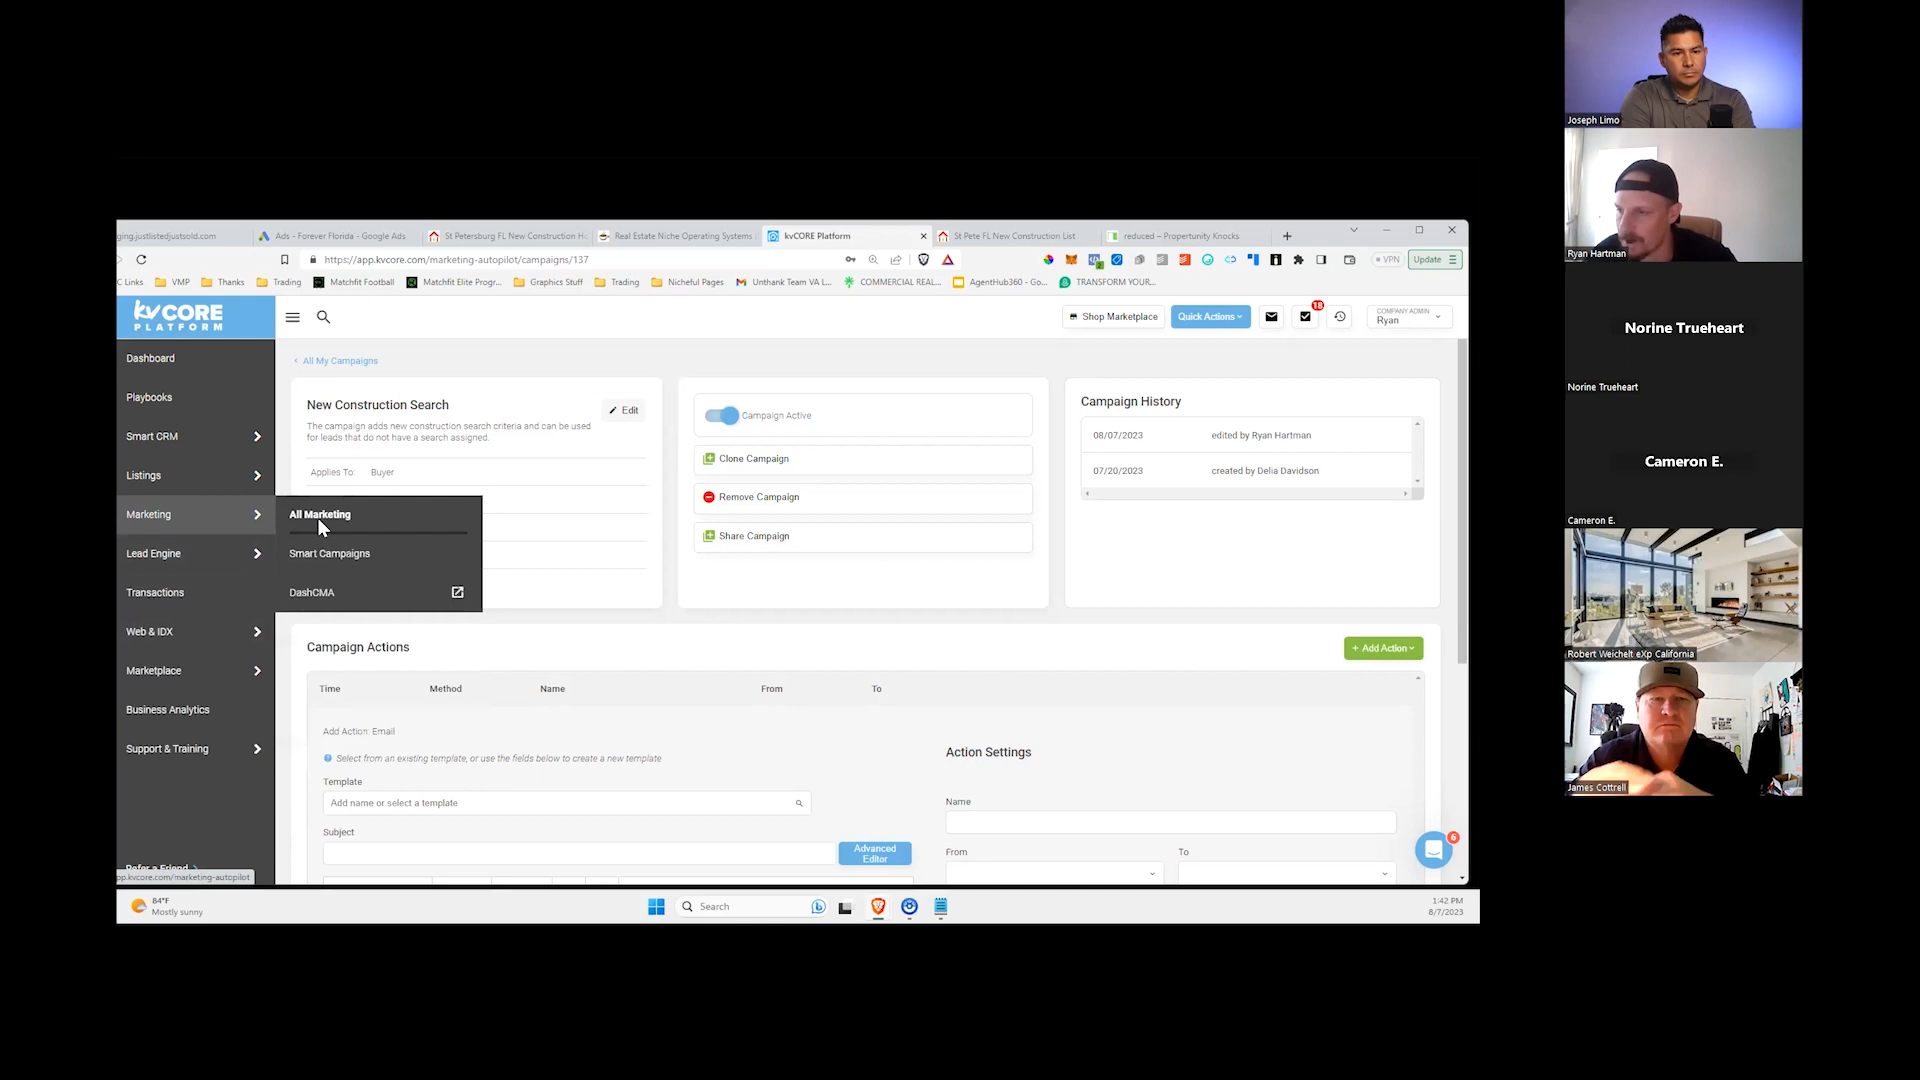 ging.justlistedjustsold.com
Ads - Forever Florida - Google Ads
St Petersburg FL New Construction H
Real Estate Niche Operating Systems
kvCORE Platform
St Pete FL New Construction List
reduced – Propertunity Knocks
https://app.kvcore.com/marketing-autopilot/campaigns/137
VPN
Update
C Links
VMP
Thanks
Trading
Matchfit Football
Matchfit Elite Progr...
Graphics Stuff
Trading
Nicheful Pages
Unthank Team VA L...
COMMERCIAL REAL...
AgentHub360 - Go...
TRANSFORM YOUR...
kvCORE
PLATFORM
Shop Marketplace
Quick Actions
18
COMPANY ADMIN
Ryan
Dashboard
Playbooks
Smart CRM
Listings
Marketing
Lead Engine
Transactions
Web & IDX
Marketplace
Business Analytics
Support & Training
Refer a Friend
pp.kvcore.com/marketing-autopilot
All Marketing
Smart Campaigns
DashCMA
All My Campaigns
New Construction Search
Edit
The campaign adds new construction search criteria and can be used
for leads that do not have a search assigned.
Applies To: Buyer
Campaign Active
Clone Campaign
Remove Campaign
Share Campaign
Campaign History
08/07/2023 edited by Ryan Hartman
07/20/2023 created by Delia Davidson
Campaign Actions
+ Add Action
Time Method Name From To
Add Action: Email
Select from an existing template, or use the fields below to create a new template
Template
Add name or select a template
Subject
Advanced
Editor
Action Settings
Name
From
To
6
84°F
Mostly sunny
Search
1:42 PM
8/7/2023
Joseph Limo
Ryan Hartman
Norine Trueheart
Norine Trueheart
Cameron E.
Cameron E.
Robert Weichelt eXp California
James Cottrell